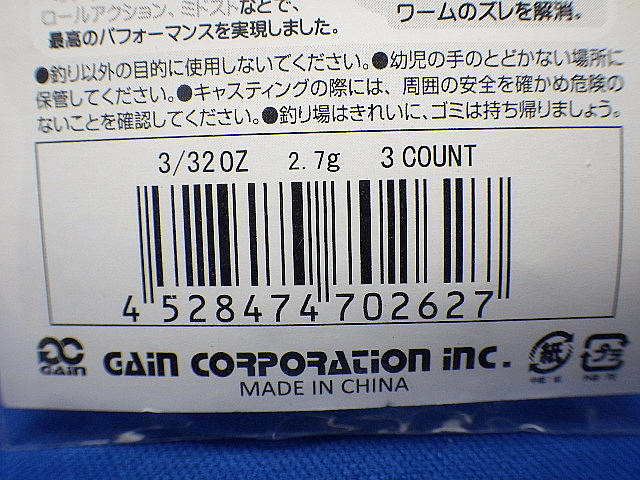 ロールアクション、ミドストなどで、
最高のパフォーマンスを実現しました。
ワームのズレを解消。
●釣り以外の目的に使用しないでください。●幼児の手のとどかない場所に
保管してください。●キャスティングの際には、周囲の安全を確かめ危険の
ないことを確認してください。●釣り場はきれいに、ゴミは持ち帰りましょう。
3/32OZ 2.7g 3 COUNT
4 528474 702627
GAIN
GAIN CORPORATION INC.
MADE IN CHINA
紙
プラ